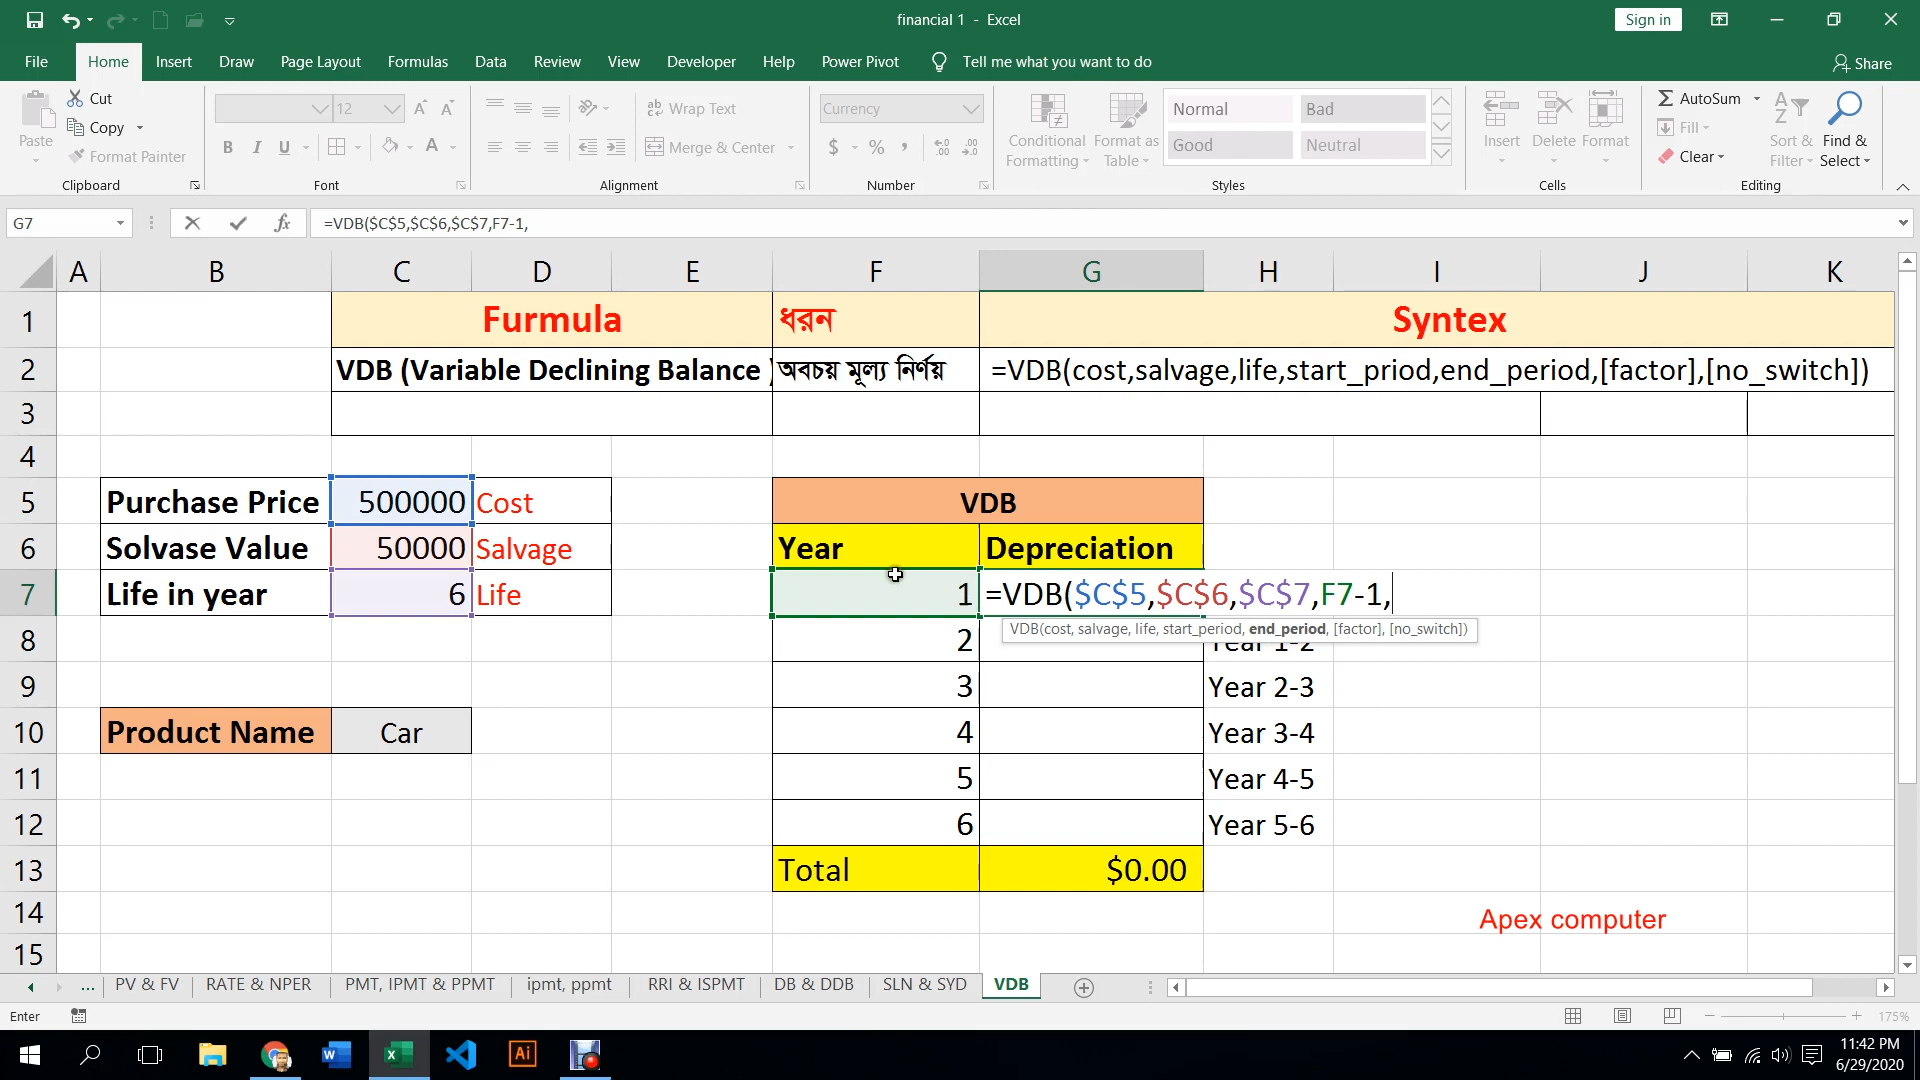 financial 1 - Excel
Sign in
File Home Insert Draw Page Layout Formulas Data Review View Developer Help Power Pivot Tell me what you want to do Share
Paste
Cut
Copy
Format Painter
Clipboard
12
B I U A
Font
Wrap Text
Merge & Center
Alignment
Currency
$ % ,
Number
Conditional Formatting
Format as Table
Normal Bad
Good Neutral
Styles
Insert Delete Format
Cells
AutoSum
Fill
Clear
Sort & Filter
Find & Select
Editing
G7 fx =VDB($C$5,$C$6,$C$7,F7-1,
A B C D E F G H I J K
1 Furmula ধরন Syntex
2 VDB (Variable Declining Balance ) অবচয় মূল্য নির্ণয় =VDB(cost,salvage,life,start_priod,end_period,[factor],[no_switch])
3
4
5 Purchase Price 500000 Cost VDB
6 Solvase Value 50000 Salvage Year Depreciation
7 Life in year 6 Life 1 =VDB($C$5,$C$6,$C$7,F7-1,
VDB(cost, salvage, life, start_period, end_period, [factor], [no_switch])
8 2 Year 1-2
9 3 Year 2-3
10 Product Name Car 4 Year 3-4
11 5 Year 4-5
12 6 Year 5-6
13 Total $0.00
14 Apex computer
15
... PV & FV RATE & NPER PMT, IPMT & PPMT ipmt, ppmt RRI & ISPMT DB & DDB SLN & SYD VDB
Enter 175%
11:42 PM
6/29/2020